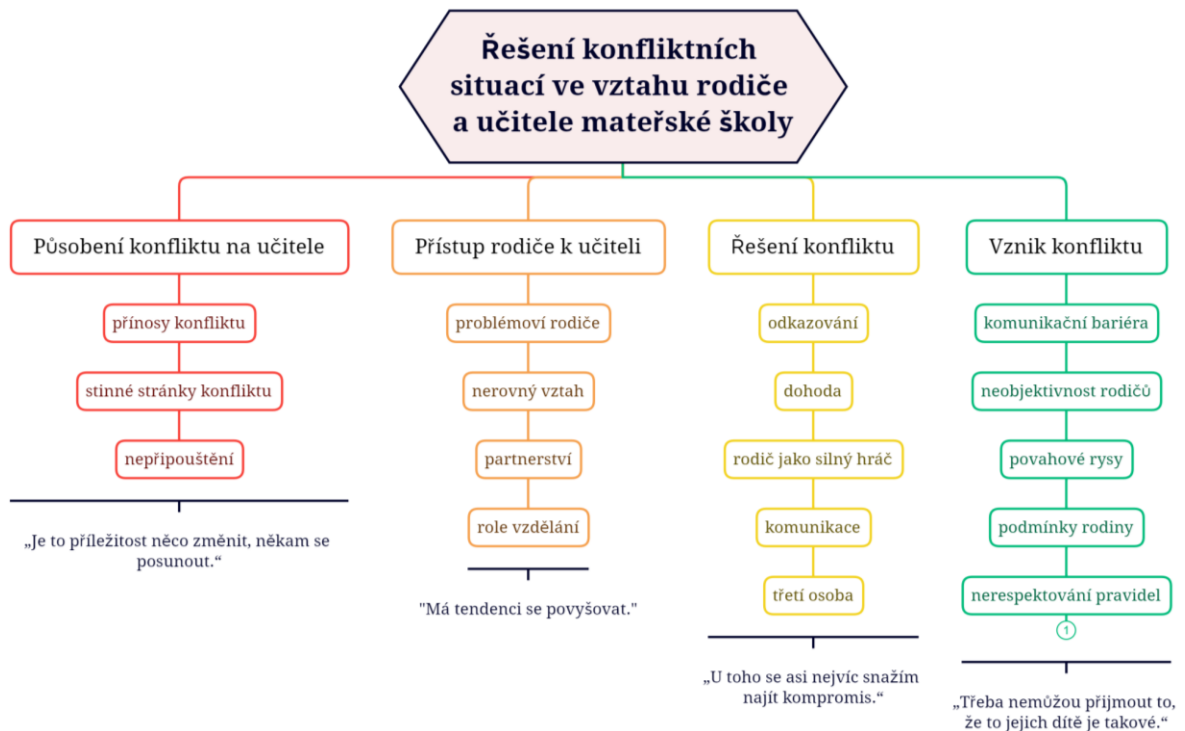 Řešení konfliktních
situací ve vztahu rodiče
a učitele mateřské školy
Působení konfliktu na učitele
přínosy konfliktu
stinné stránky konfliktu
nepřipouštění
„Je to příležitost něco změnit, někam se
posunout.“
Přístup rodiče k učiteli
problémoví rodiče
nerovný vztah
partnerství
role vzdělání
"Má tendenci se povyšovat."
Řešení konfliktu
odkazování
dohoda
rodič jako silný hráč
komunikace
třetí osoba
„U toho se asi nejvíc snažím
najít kompromis.“
Vznik konfliktu
komunikační bariéra
neobjektivnost rodičů
povahové rysy
podmínky rodiny
nerespektování pravidel
1
„Třeba nemůžou přijmout to,
že to jejich dítě je takové.“